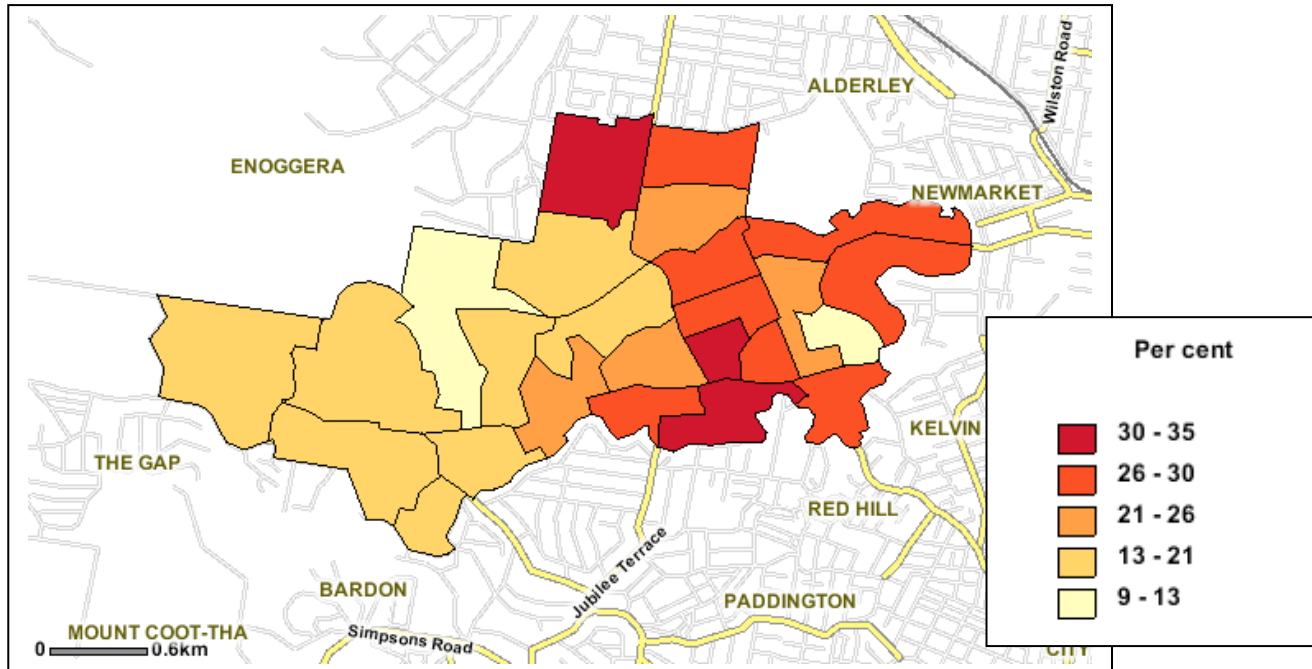 ALDERLEY
Wilston Road
ENOGGERA
NEWMARKET
Per cent
30 - 35
26 - 30
21 - 26
13 - 21
9 - 13
KELVIN
THE GAP
RED HILL
Jubilee Terrace
BARDON
PADDINGTON
MOUNT COOT-THA
Simpsons Road
0 0.6km
CITY